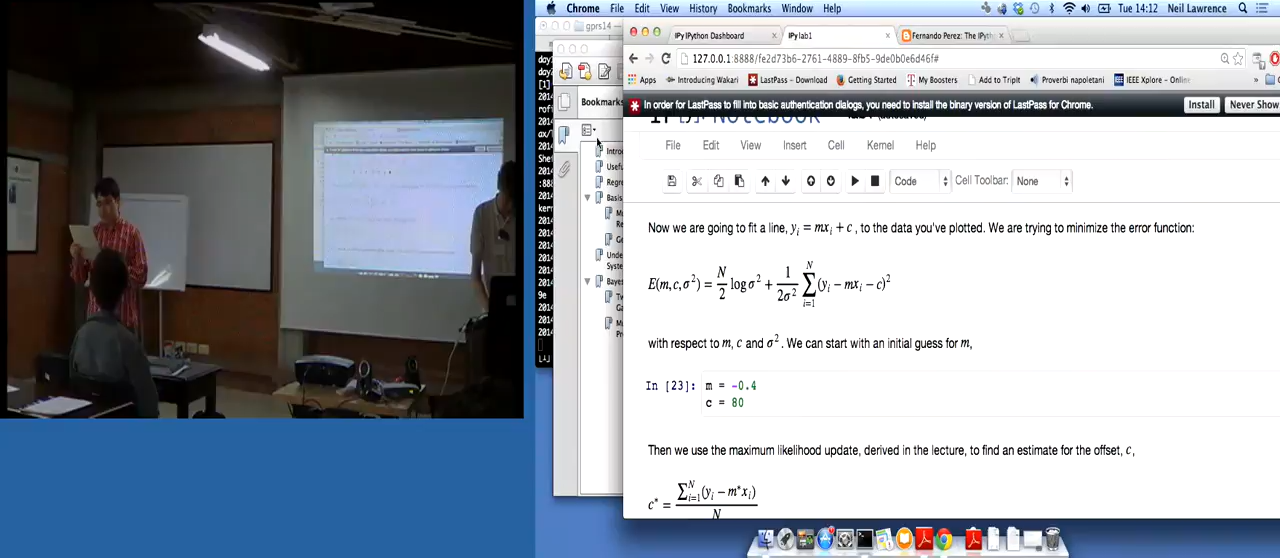 Chrome File Edit View History Bookmarks Window Help Tue 14:12 Neil Lawrence
gprs14
IPy IPython Dashboard
IPy lab1
Fernando Perez: The IPyth
127.0.0.1:8888/fe2d73b6-2761-4889-8fb5-9de0b0e6d46f#
Apps Introducing Wakari LastPass – Download Getting Started My Boosters Add to TripIt Proverbi napoletani IEEE Xplore – Online
In order for LastPass to fill into basic authentication dialogs, you need to install the binary version of LastPass for Chrome. Install Never Show
Bookmarks
File Edit View Insert Cell Kernel Help
Code Cell Toolbar: None
Now we are going to fit a line, y_i = mx_i + c, to the data you've plotted. We are trying to minimize the error function:
E(m, c, σ²) = N/2 log σ² + 1/(2σ²) ∑_{i=1}^{N} (y_i − mx_i − c)²
with respect to m, c and σ². We can start with an initial guess for m,
In [23]: m = -0.4
c = 80
Then we use the maximum likelihood update, derived in the lecture, to find an estimate for the offset, c,
c* = ∑_{i=1}^{N} (y_i − m*x_i) / N